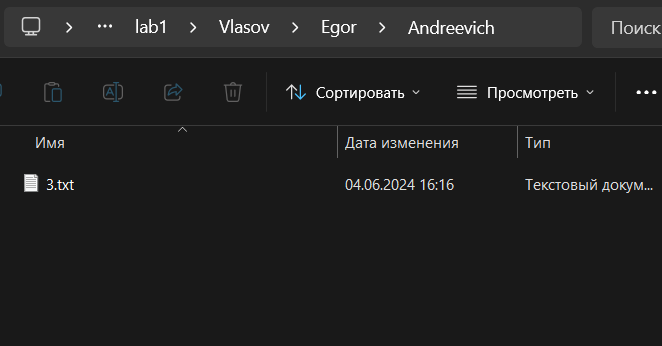 ... > lab1 > Vlasov > Egor > Andreevich Поиск
Сортировать Просмотреть ...
Имя Дата изменения Тип
3.txt 04.06.2024 16:16 Текстовый докум...